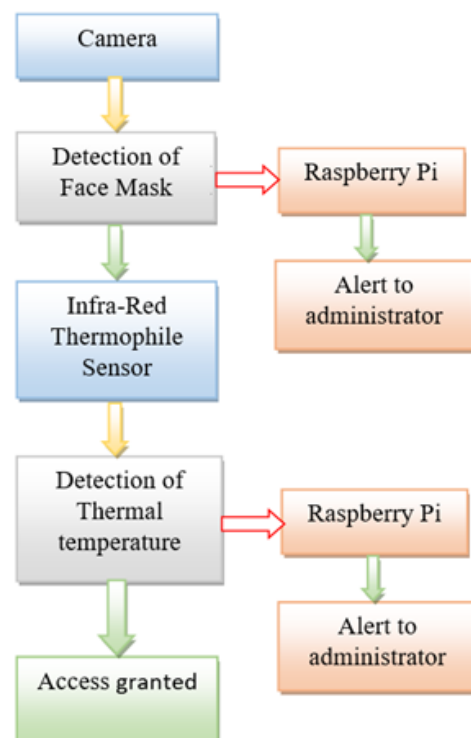 Camera
Detection of
Face Mask
Raspberry Pi
Alert to
administrator
Infra-Red
Thermophile
Sensor
Detection of
Thermal
temperature
Raspberry Pi
Alert to
administrator
Access granted